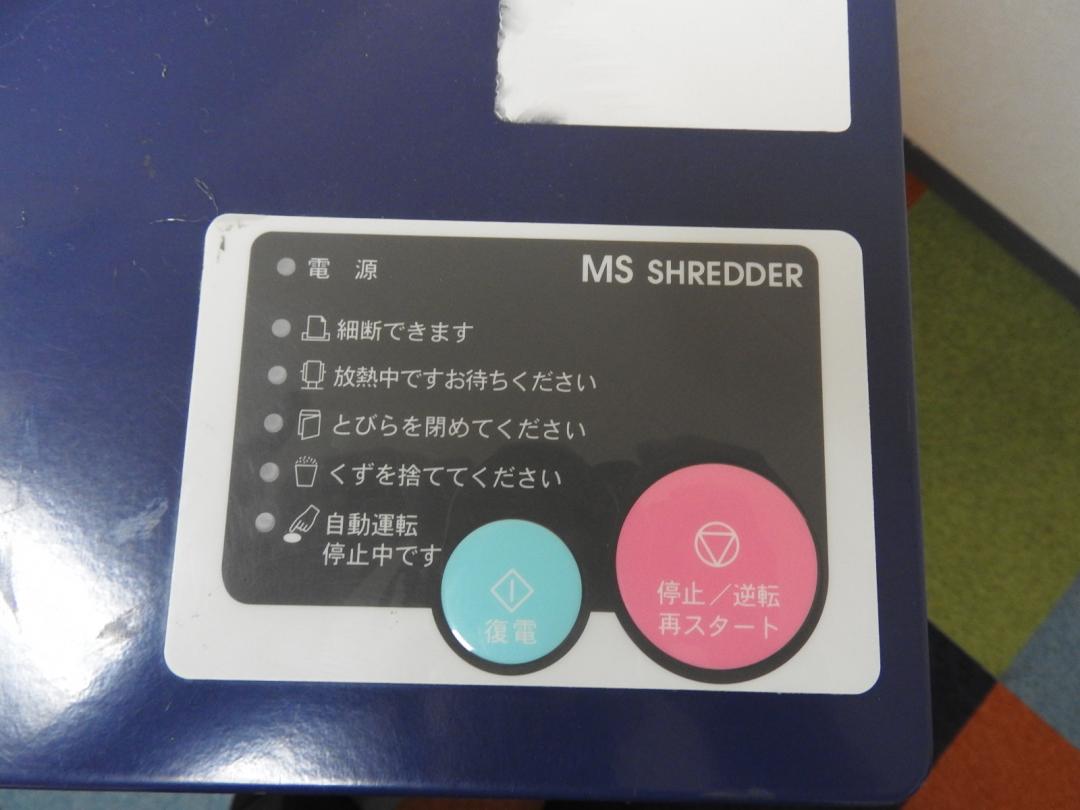 電 源
MS SHREDDER
細断できます
放熱中ですお待ちください
とびらを閉めてください
くずを捨ててください
自動運転
停止中です
復電
停止／逆転
再スタート